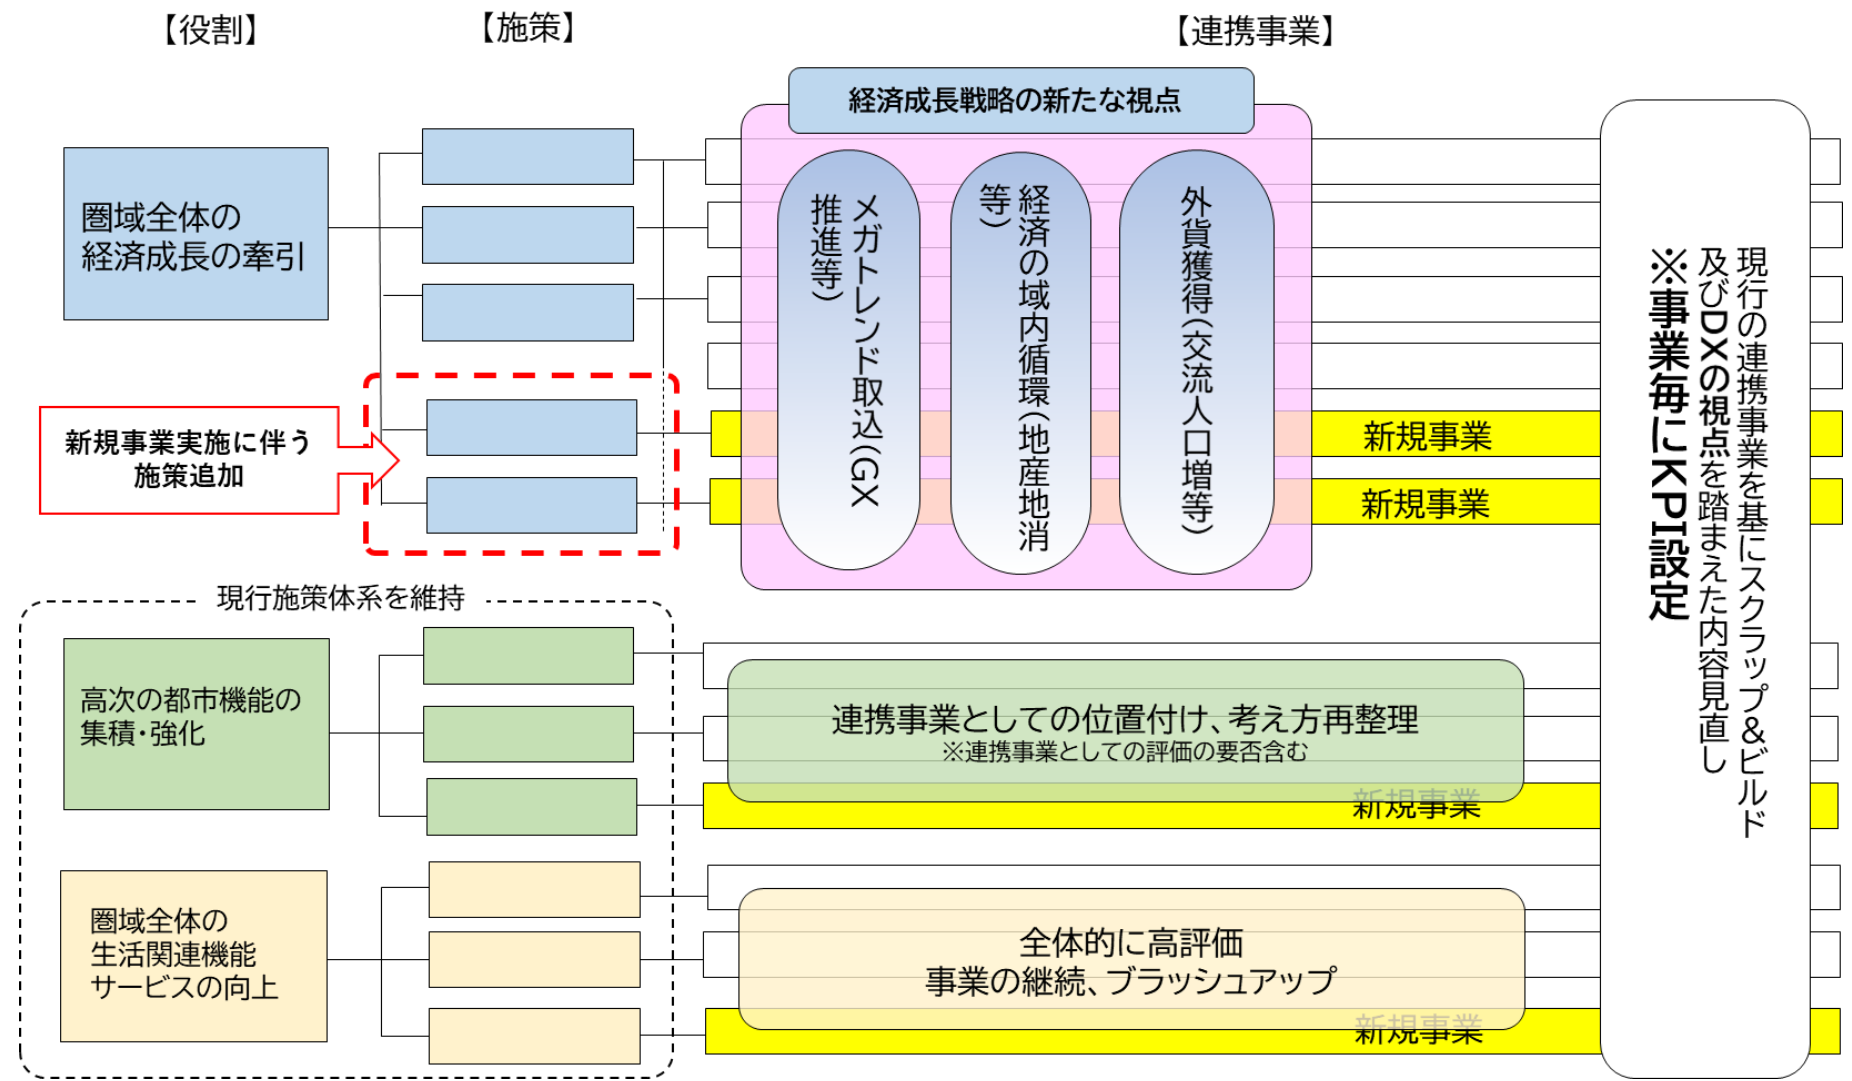 【役割】
【施策】
【連携事業】
経済成長戦略の新たな視点
圏域全体の
経済成長の牽引
メガトレンド取込(GX
推進等)
経済の域内循環(地産地消
等)
外貨獲得(交流人口増等)
新規事業実施に伴う
施策追加
新規事業
新規事業
現行の連携事業を基にスクラップ&ビルド
及びDXの視点を踏まえた内容見直し
※事業毎にKPI設定
現行施策体系を維持
高次の都市機能の
集積・強化
連携事業としての位置付け、考え方再整理
※連携事業としての評価の要否含む
新規事業
圏域全体の
生活関連機能
サービスの向上
全体的に高評価
事業の継続、ブラッシュアップ
新規事業